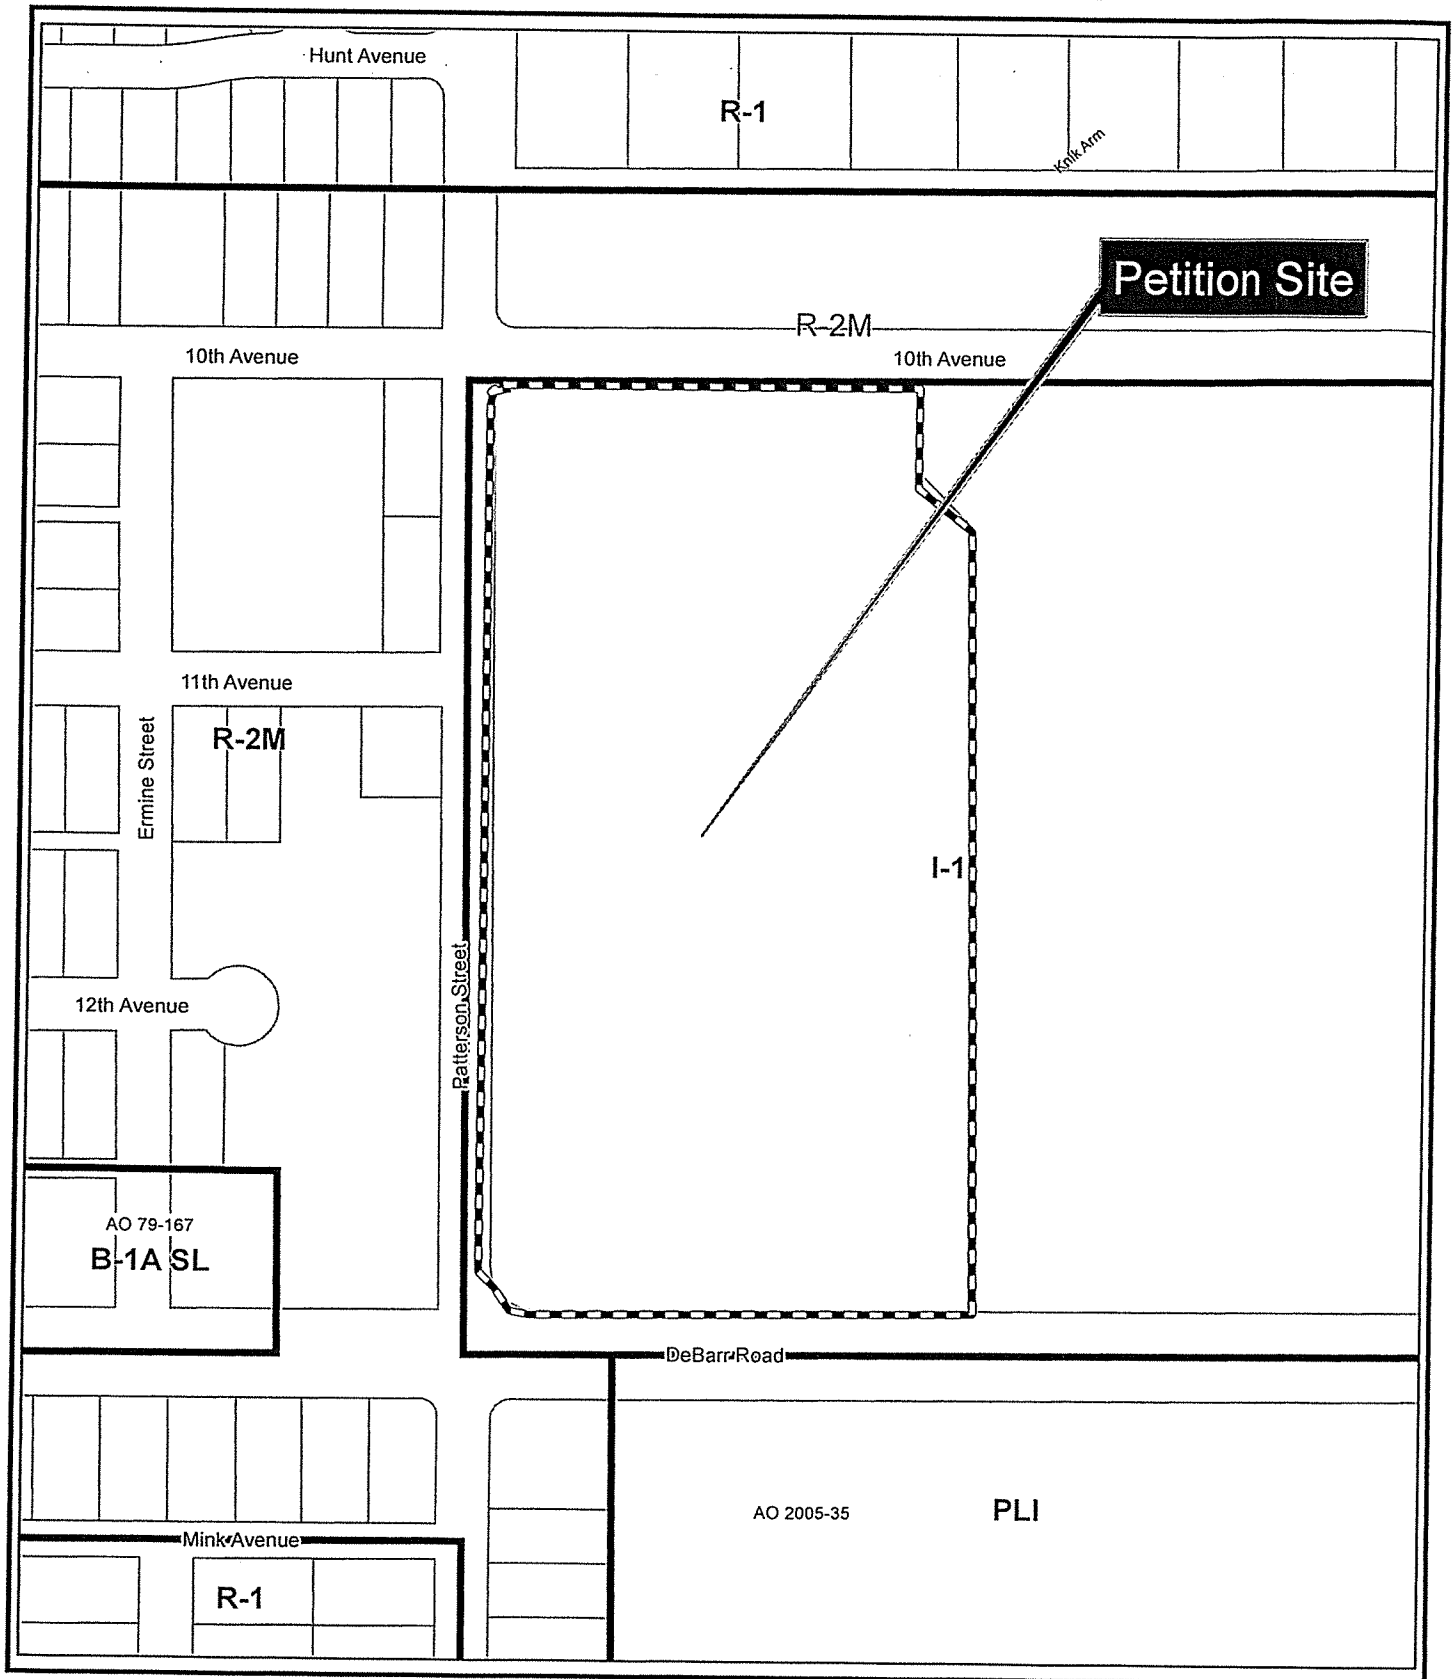 Hunt Avenue
R-1
Knik Arm
Petition Site
R-2M
10th Avenue
10th Avenue
11th Avenue
R-2M
Ermine Street
I-1
Patterson Street
12th Avenue
AO 79-167
B-1A SL
DeBarr Road
AO 2005-35
PLI
Mink Avenue
R-1